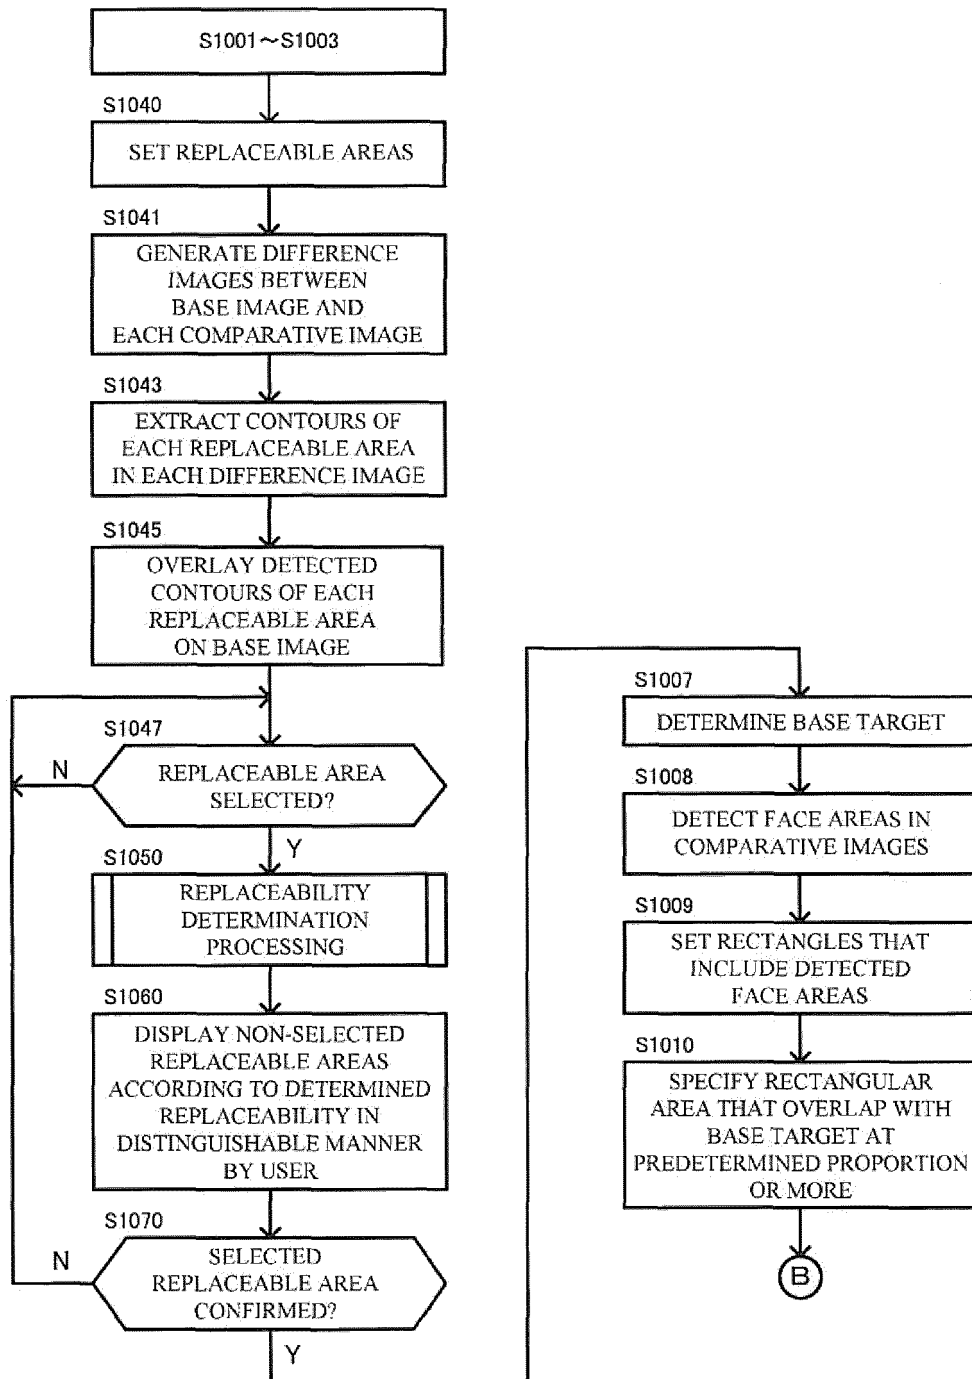 S1001～S1003
S1040
SET REPLACEABLE AREAS
S1041
GENERATE DIFFERENCE
IMAGES BETWEEN
BASE IMAGE AND
EACH COMPARATIVE IMAGE
S1043
EXTRACT CONTOURS OF
EACH REPLACEABLE AREA
IN EACH DIFFERENCE IMAGE
S1045
OVERLAY DETECTED
CONTOURS OF EACH
REPLACEABLE AREA
ON BASE IMAGE
S1047
N
REPLACEABLE AREA
SELECTED?
Y
S1050
REPLACEABILITY
DETERMINATION
PROCESSING
S1060
DISPLAY NON-SELECTED
REPLACEABLE AREAS
ACCORDING TO DETERMINED
REPLACEABILITY IN
DISTINGUISHABLE MANNER
BY USER
S1070
N
SELECTED
REPLACEABLE AREA
CONFIRMED?
Y
S1007
DETERMINE BASE TARGET
S1008
DETECT FACE AREAS IN
COMPARATIVE IMAGES
S1009
SET RECTANGLES THAT
INCLUDE DETECTED
FACE AREAS
S1010
SPECIFY RECTANGULAR
AREA THAT OVERLAP WITH
BASE TARGET AT
PREDETERMINED PROPORTION
OR MORE
B